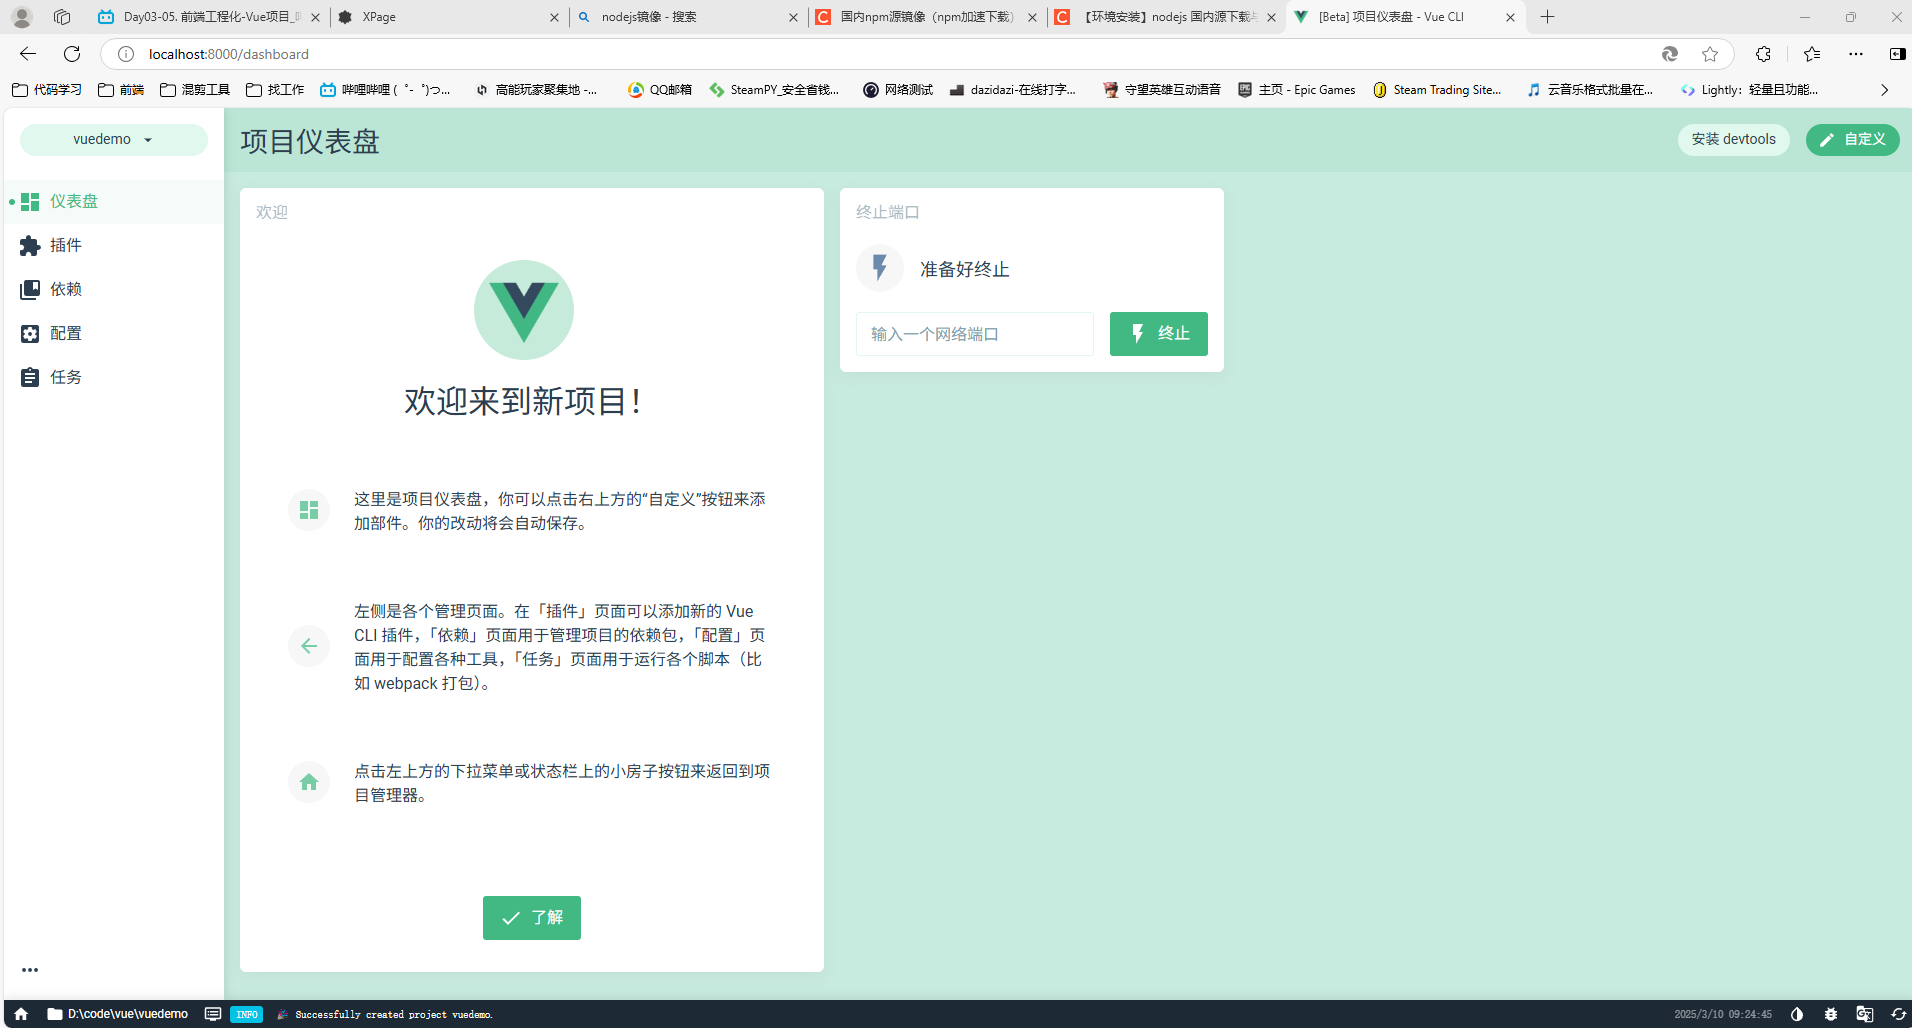 Day03-05. 前端工程化-Vue项目_
XPage
nodejs镜像 - 搜索
国内npm源镜像（npm加速下载）
【环境安装】nodejs 国内源下载
[Beta] 项目仪表盘 - Vue CLI
localhost:8000/dashboard
代码学习
前端
混剪工具
找工作
哔哩哔哩 (゜-゜)つ...
高能玩家聚集地 -...
QQ邮箱
SteamPY_安全省钱...
网络测试
dazidazi-在线打字...
守望英雄互动语音
主页 - Epic Games
Steam Trading Site...
云音乐格式批量在...
Lightly：轻量且功能...
vuedemo
项目仪表盘
安装 devtools
自定义
仪表盘
插件
依赖
配置
任务
欢迎
欢迎来到新项目！
这里是项目仪表盘，你可以点击右上方的“自定义”按钮来添
加部件。你的改动将会自动保存。
左侧是各个管理页面。在「插件」页面可以添加新的 Vue
CLI 插件，「依赖」页面用于管理项目的依赖包，「配置」页
面用于配置各种工具，「任务」页面用于运行各个脚本（比
如 webpack 打包）。
点击左上方的下拉菜单或状态栏上的小房子按钮来返回到项
目管理器。
了解
终止端口
准备好终止
输入一个网络端口
终止
D:\code\vue\vuedemo
INFO
Successfully created project vuedemo.
2025/3/10 09:24:45